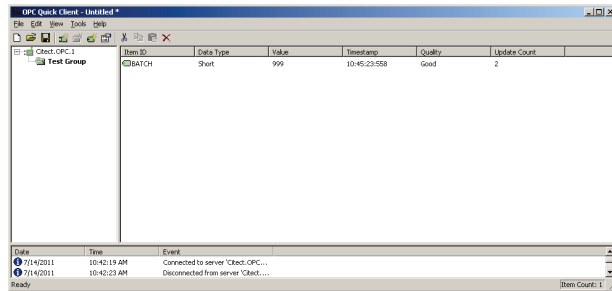 OPC Quick Client - Untitled *
File Edit View Tools Help
Citect.OPC.1
Test Group
Item ID Data Type Value Timestamp Quality Update Count
BATCH Short 999 10:45:23:558 Good 2
Date Time Event
7/14/2011 10:42:19 AM Connected to server 'Citect.OPC...
7/14/2011 10:42:23 AM Disconnected from server 'Citect....
Ready Item Count: 1